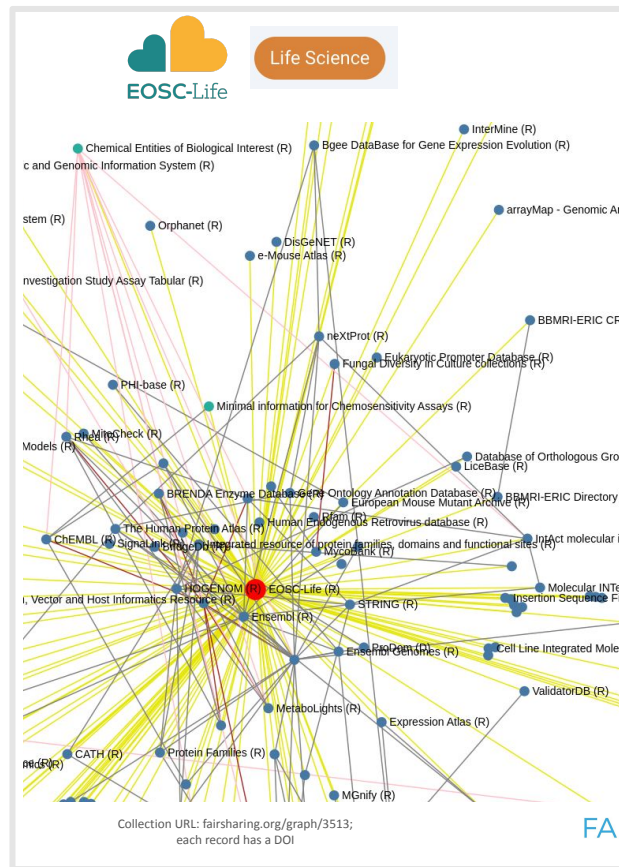 EOSC-Life
Life Science
InterMine (R)
Bgee DataBase for Gene Expression Evolution (R)
Chemical Entities of Biological Interest (R)
c and Genomic Information System (R)
arrayMap - Genomic Ar
stem (R)
Orphanet (R)
DisGeNET (R)
e-Mouse Atlas (R)
nvestigation Study Assay Tabular (R)
BBMRI-ERIC CR
neXtProt (R)
Eukaryotic Promoter Database (R)
Fungal Diversity in Culture collections (R)
PHI-base (R)
Minimal information for Chemosensitivity Assays (R)
MireCheck (R)
Rhea (R)
Models (R)
Database of Orthologous Gro
LiceBase (R)
BRENDA Enzyme Database (R)
Gene Ontology Annotation Database (R)
BBMRI-ERIC Directory
European Mouse Mutant Archive (R)
Rfam (R)
Human Endogenous Retrovirus database (R)
The Human Protein Atlas (R)
ChEMBL (R)
SignaLink (R)
Integrated resource of protein families, domains and functional sites (R)
IntAct molecular i
MycoBank (R)
HOGENOM (R)
EOSC-Life (R)
Molecular INTe
, Vector and Host Informatics Resource (R)
STRING (R)
Insertion Sequence Fi
Ensembl (R)
ProDom (D)
Ensembl Genomes (R)
Cell Line Integrated Mole
ValidatorDB (R)
MetaboLights (R)
Expression Atlas (R)
CATH (R)
Protein Families (R)
MGnify (R)
Collection URL: fairsharing.org/graph/3513;
each record has a DOI
FA